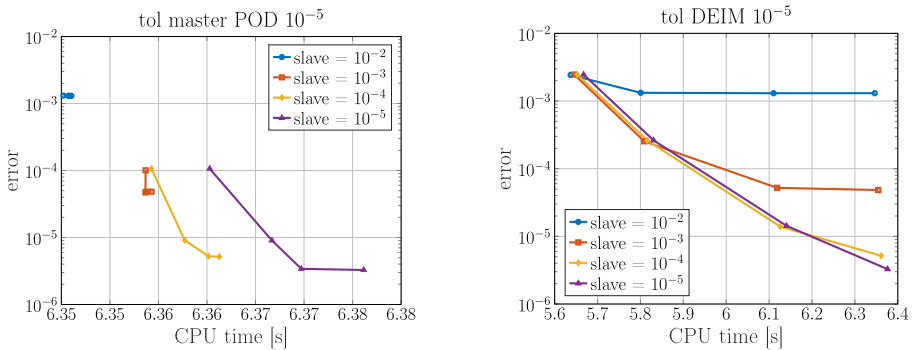 tol master POD 10⁻⁵
10⁻²
10⁻³
10⁻⁴
10⁻⁵
10⁻⁶
error
slave = 10⁻²
slave = 10⁻³
slave = 10⁻⁴
slave = 10⁻⁵
6.35 6.35 6.36 6.36 6.37 6.37 6.38 6.38
CPU time [s]
tol DEIM 10⁻⁵
10⁻²
10⁻³
10⁻⁴
10⁻⁵
10⁻⁶
error
slave = 10⁻²
slave = 10⁻³
slave = 10⁻⁴
slave = 10⁻⁵
5.6 5.7 5.8 5.9 6 6.1 6.2 6.3 6.4
CPU time [s]